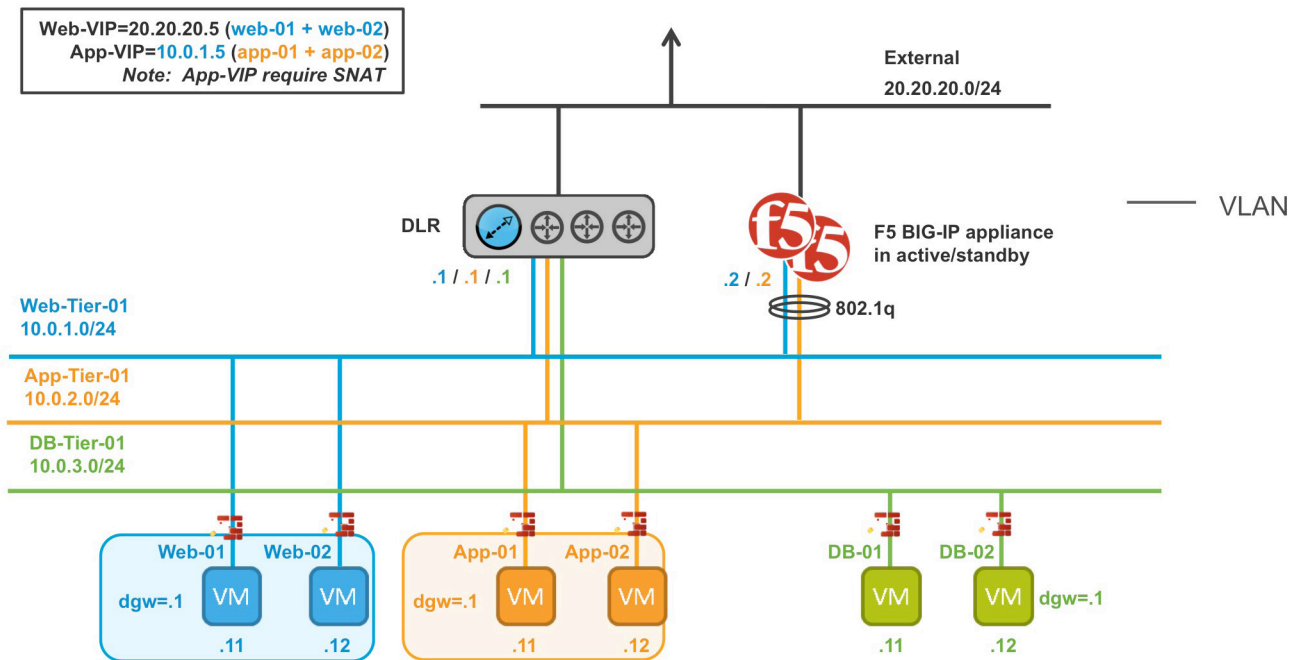 Web-VIP=20.20.20.5 (web-01 + web-02)
App-VIP=10.0.1.5 (app-01 + app-02)
Note: App-VIP require SNAT
External
20.20.20.0/24
VLAN
DLR
f5
f5
F5 BIG-IP appliance
in active/standby
.1 / .1 / .1
.2 / .2
802.1q
Web-Tier-01
10.0.1.0/24
App-Tier-01
10.0.2.0/24
DB-Tier-01
10.0.3.0/24
Web-01
Web-02
App-01
App-02
DB-01
DB-02
dgw=.1
VM
VM
dgw=.1
VM
VM
VM
VM
dgw=.1
.11
.12
.11
.12
.11
.12